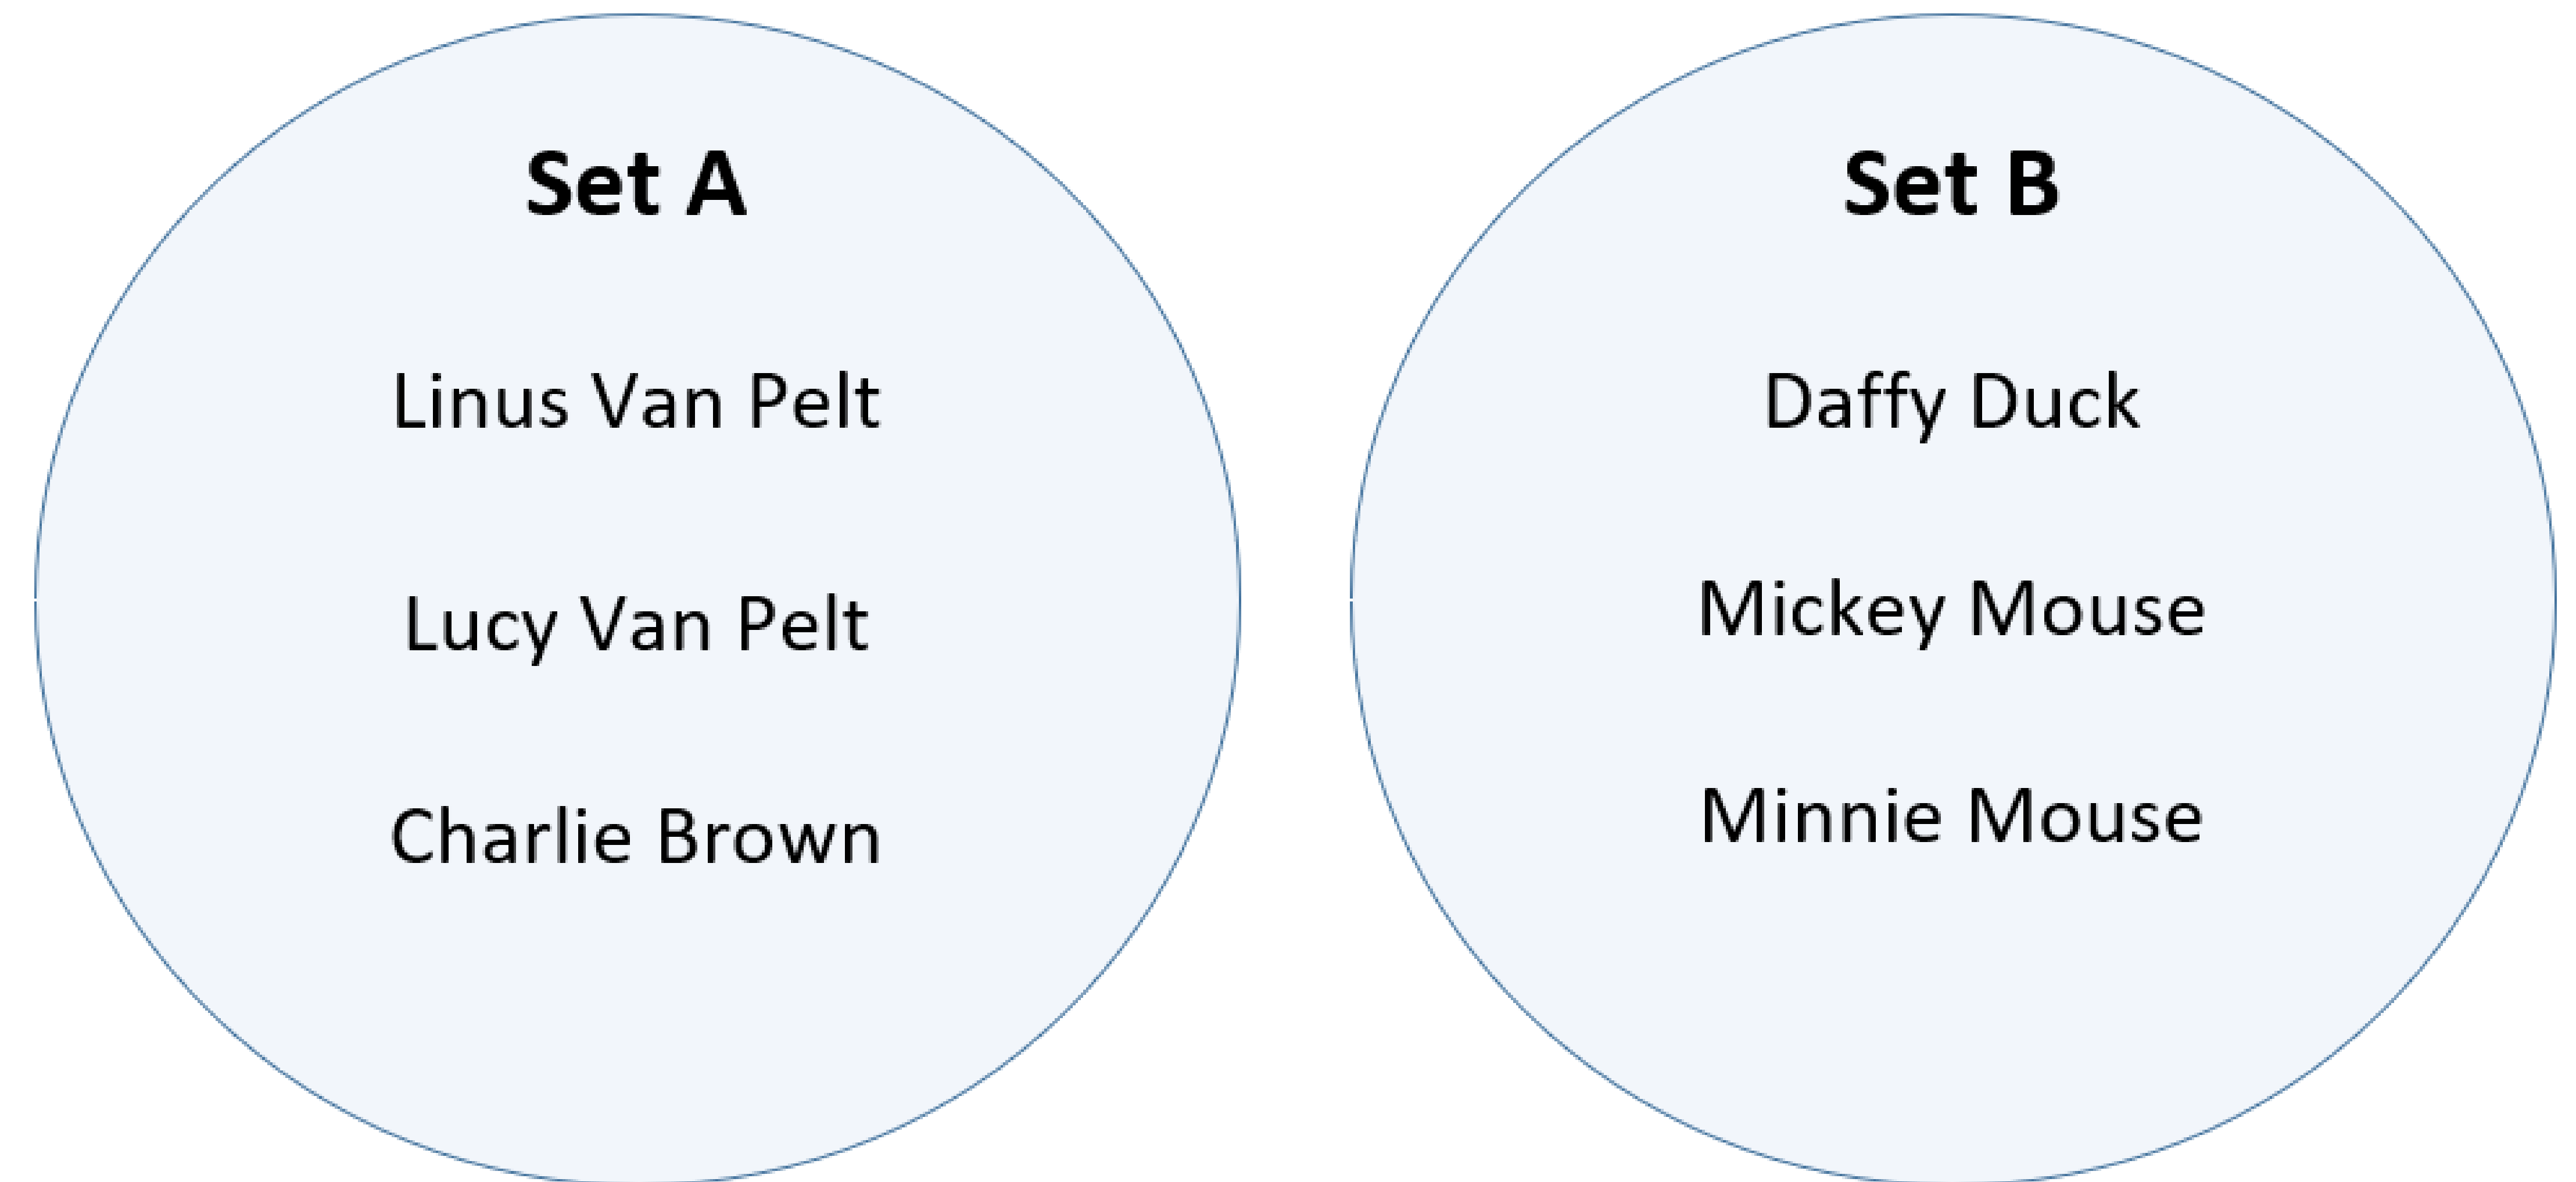 Set A
Linus Van Pelt
Lucy Van Pelt
Charlie Brown
Set B
Daffy Duck
Mickey Mouse
Minnie Mouse